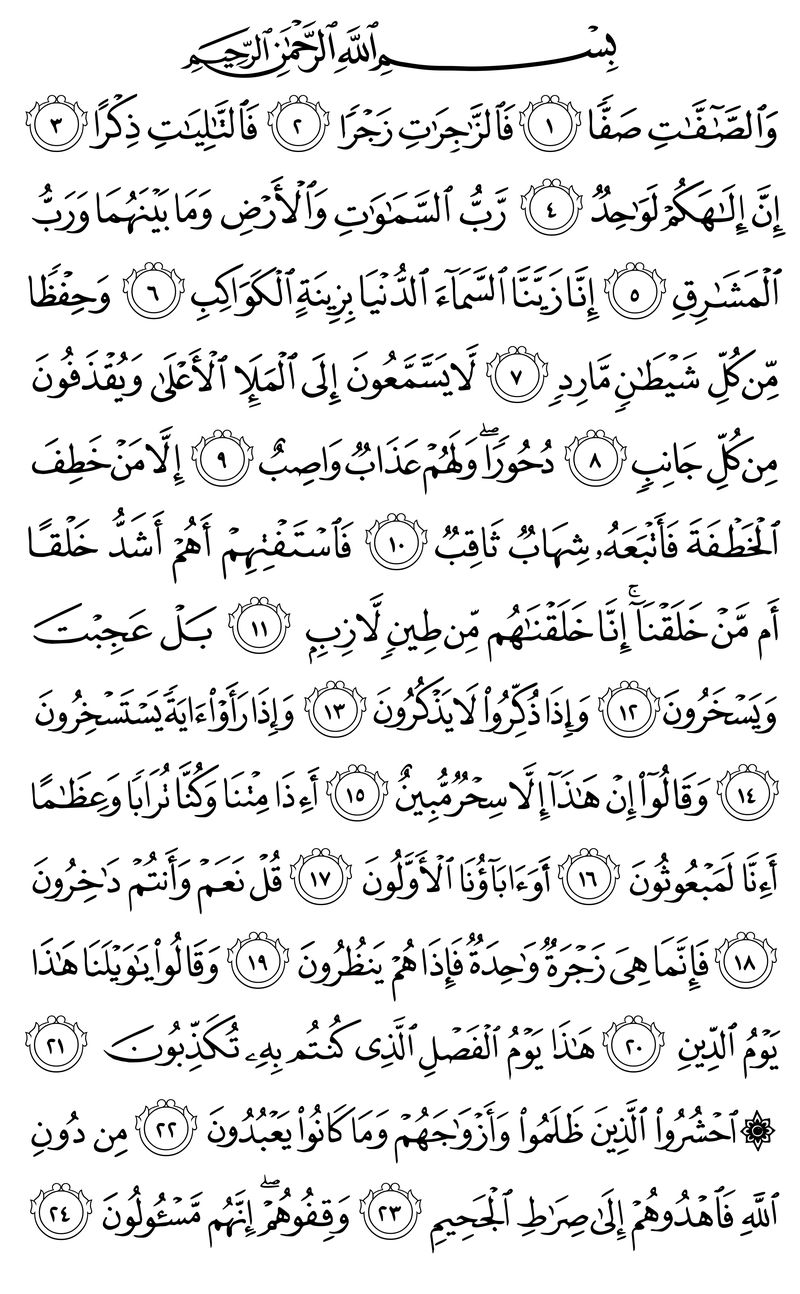 بِسْمِ ٱللَّهِ ٱلرَّحْمَٰنِ ٱلرَّحِيمِ
وَٱلصَّٰٓفَّٰتِ صَفًّا ١ فَٱلزَّٰجِرَٰتِ زَجْرًا ٢ فَٱلتَّٰلِيَٰتِ ذِكْرًا ٣
إِنَّ إِلَٰهَكُمْ لَوَٰحِدٌ ٤ رَّبُّ ٱلسَّمَٰوَٰتِ وَٱلْأَرْضِ وَمَا بَيْنَهُمَا وَرَبُّ
ٱلْمَشَٰرِقِ ٥ إِنَّا زَيَّنَّا ٱلسَّمَآءَ ٱلدُّنْيَا بِزِينَةٍ ٱلْكَوَاكِبِ ٦ وَحِفْظًا
مِّن كُلِّ شَيْطَٰنٍ مَّارِدٍ ٧ لَّا يَسَّمَّعُونَ إِلَى ٱلْمَلَإِ ٱلْأَعْلَىٰ وَيُقْذَفُونَ
مِن كُلِّ جَانِبٍ ٨ دُحُورًا ۖ وَلَهُمْ عَذَابٌ وَاصِبٌ ٩ إِلَّا مَنْ خَطِفَ
ٱلْخَطْفَةَ فَأَتْبَعَهُۥ شِهَابٌ ثَاقِبٌ ١٠ فَٱسْتَفْتِهِمْ أَهُمْ أَشَدُّ خَلْقًا
أَم مَّنْ خَلَقْنَآ ۚ إِنَّا خَلَقْنَٰهُم مِّن طِينٍ لَّازِبٍ ١١ بَلْ عَجِبْتَ
وَيَسْخَرُونَ ١٢ وَإِذَا ذُكِّرُوا۟ لَا يَذْكُرُونَ ١٣ وَإِذَا رَأَوْا۟ ءَايَةً يَسْتَسْخِرُونَ
١٤ وَقَالُوٓا۟ إِنْ هَٰذَآ إِلَّا سِحْرٌ مُّبِينٌ ١٥ أَءِذَا مِتْنَا وَكُنَّا تُرَابًا وَعِظَٰمًا
أَءِنَّا لَمَبْعُوثُونَ ١٦ أَوَءَابَآؤُنَا ٱلْأَوَّلُونَ ١٧ قُلْ نَعَمْ وَأَنتُمْ دَٰخِرُونَ
١٨ فَإِنَّمَا هِىَ زَجْرَةٌ وَٰحِدَةٌ فَإِذَا هُمْ يَنظُرُونَ ١٩ وَقَالُوا۟ يَٰوَيْلَنَا هَٰذَا
يَوْمُ ٱلدِّينِ ٢٠ هَٰذَا يَوْمُ ٱلْفَصْلِ ٱلَّذِى كُنتُم بِهِۦ تُكَذِّبُونَ ٢١
۞ ٱحْشُرُوا۟ ٱلَّذِينَ ظَلَمُوا۟ وَأَزْوَٰجَهُمْ وَمَا كَانُوا۟ يَعْبُدُونَ ٢٢ مِن دُونِ
ٱللَّهِ فَٱهْدُوهُمْ إِلَىٰ صِرَٰطِ ٱلْجَحِيمِ ٢٣ وَقِفُوهُمْ ۖ إِنَّهُم مَّسْـُٔولُونَ ٢٤